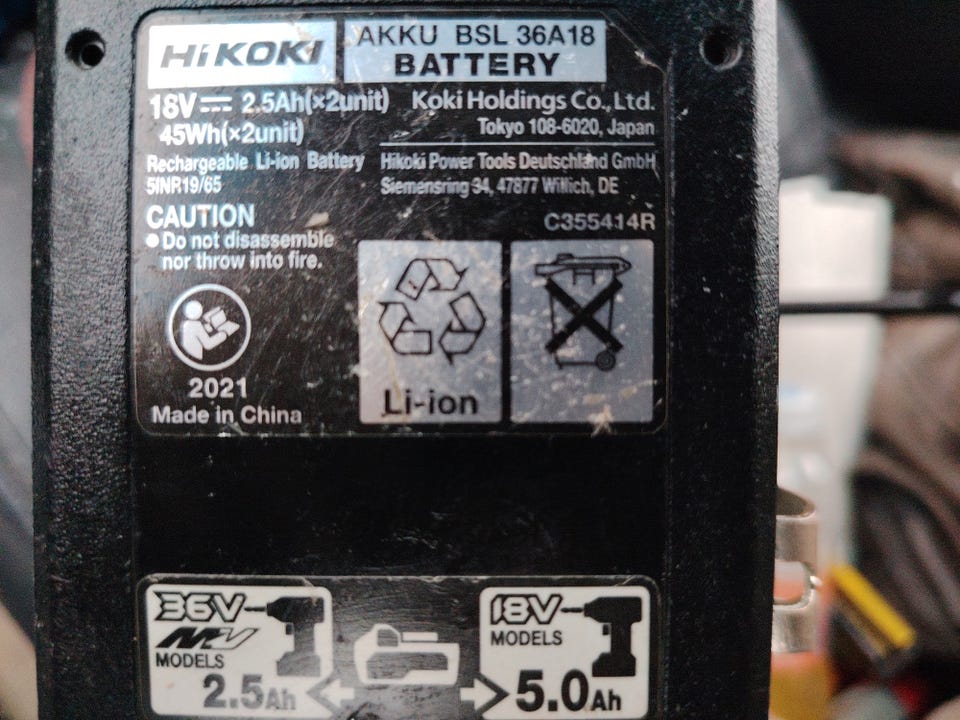 HiKOKI
AKKU BSL 36A18
BATTERY
18V⎓ 2.5Ah(×2unit)
45Wh(×2unit)
Rechargeable Li-ion Battery
5INR19/65
Koki Holdings Co., Ltd.
Tokyo 108-6020, Japan
Hikoki Power Tools Deutschland GmbH
Siemensring 34, 47877 Willich, DE
C355414R
CAUTION
●Do not disassemble
nor throw into fire.
2021
Made in China
Li-ion
36V
MV
MODELS
2.5Ah
18V
MODELS
5.0Ah